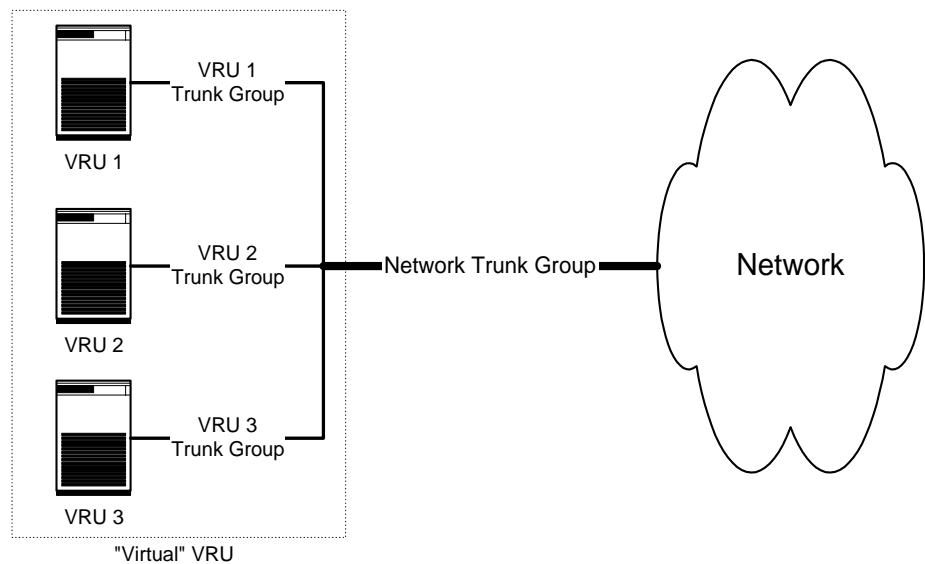 VRU 1
Trunk Group
VRU 1
VRU 2
Trunk Group
Network Trunk Group
Network
VRU 2
VRU 3
Trunk Group
VRU 3
"Virtual" VRU